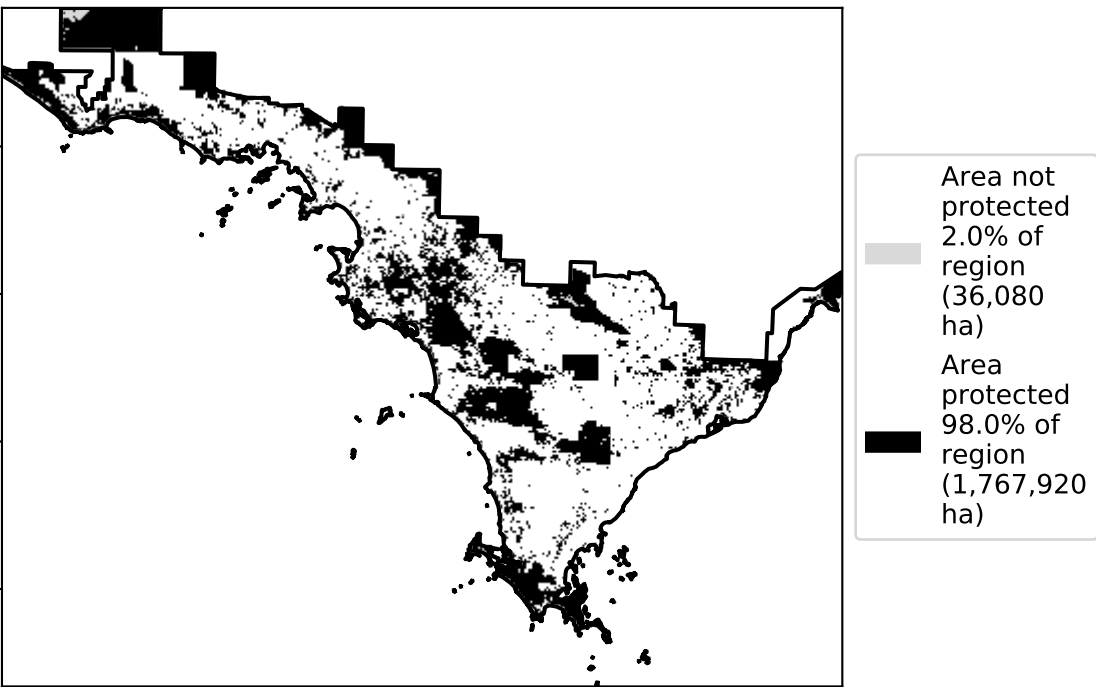 Area not
protected
2.0% of
region
(36,080
ha)
Area
protected
98.0% of
region
(1,767,920
ha)